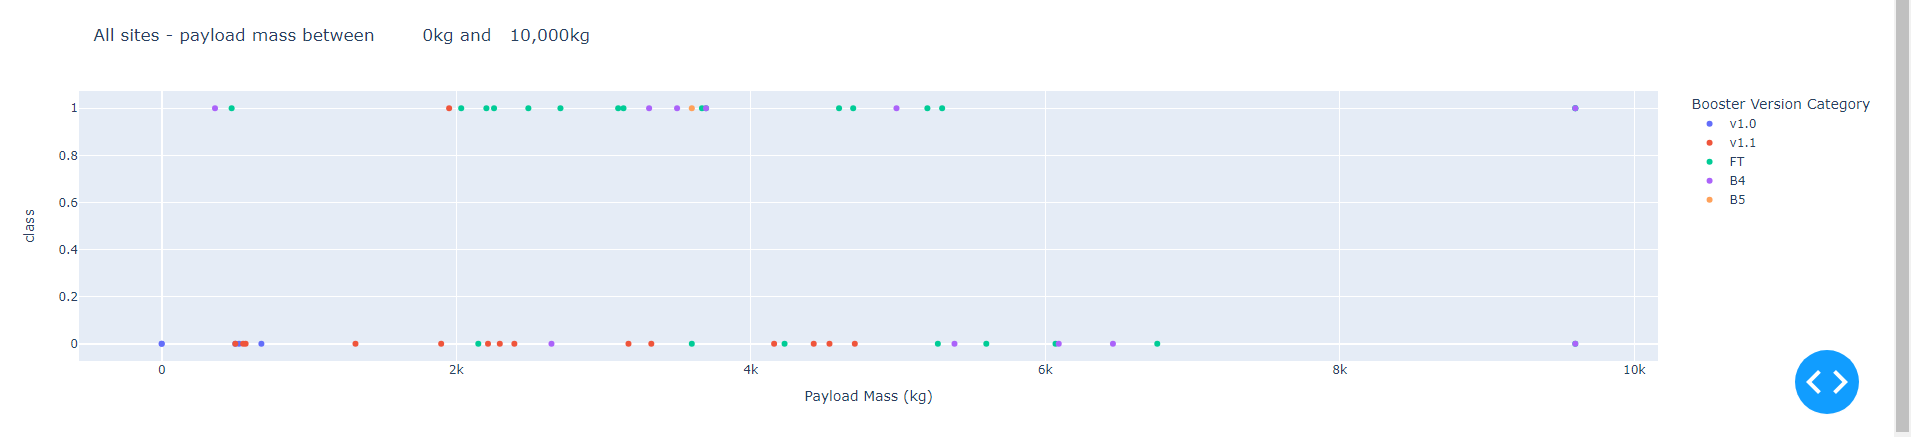 All sites - payload mass between 0kg and 10,000kg
1
0.8
0.6
0.4
0.2
0
class
0 2k 4k 6k 8k 10k
Payload Mass (kg)
Booster Version Category
v1.0
v1.1
FT
B4
B5